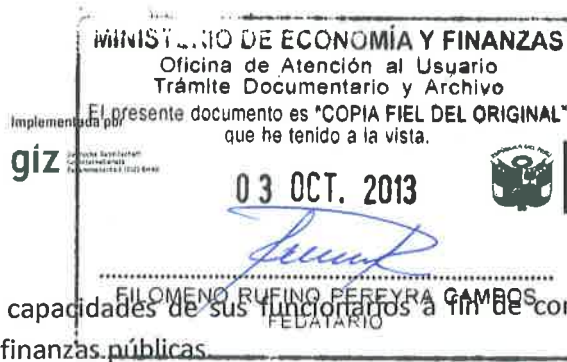 MINISTERIO DE ECONOMÍA Y FINANZAS
Oficina de Atención al Usuario
Trámite Documentario y Archivo
El presente documento es "COPIA FIEL DEL ORIGINAL"
que he tenido a la vista.
Implementada por
giz
03 OCT. 2013
FILOMENO RUFINO PEREYRA CAMPOS
FEDATARIO
capacidades de sus funcionarios a fin de
finanzas públicas.